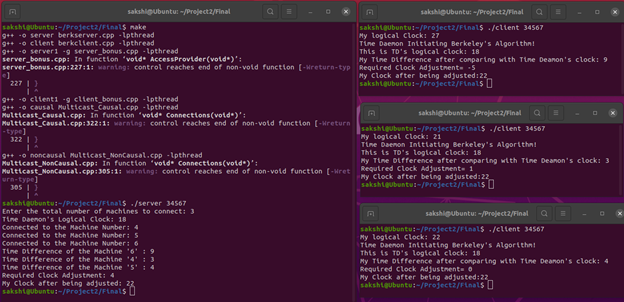 sakshi@Ubuntu: ~/Project2/Final
sakshi@Ubuntu:~/Project2/Final$ make
g++ -o server berkserver.cpp -lpthread
g++ -o client berkclient.cpp -lpthread
g++ -o server1 -g server_bonus.cpp -lpthread
server_bonus.cpp: In function ‘void* AccessProvider(void*)’:
server_bonus.cpp:227:1: warning: control reaches end of non-void function [-Wreturn-typ
e]
227 | }
| ^
g++ -o client1 -g client_bonus.cpp -lpthread
g++ -o causal Multicast_Causal.cpp -lpthread
Multicast_Causal.cpp: In function ‘void* Connections(void*)’:
Multicast_Causal.cpp:322:1: warning: control reaches end of non-void function [-Wreturn
-type]
322 | }
| ^
g++ -o noncausal Multicast_NonCausal.cpp -lpthread
Multicast_NonCausal.cpp: In function ‘void* Connections(void*)’:
Multicast_NonCausal.cpp:305:1: warning: control reaches end of non-void function [-Wret
urn-type]
305 | }
| ^
sakshi@Ubuntu:~/Project2/Final$ ./server 34567
Enter the total number of machines to connect: 3
Time Daemon's Logical Clock: 18
Connected to the Machine Number: 4
Connected to the Machine Number: 5
Connected to the Machine Number: 6
Time Difference of the Machine '6' : 9
Time Difference of the Machine '4' : 3
Time Difference of the Machine '5' : 4
Required Clock Adjustment: 4
My Clock after being adjusted: 22
sakshi@Ubuntu:~/Project2/Final$
sakshi@Ubuntu: ~/Project2/Final
sakshi@Ubuntu:~/Project2/Final$ ./client 34567
My logical Clock: 27
Time Daemon Initiating Berkeley's Algorithm!
This is TD's logical clock: 18
My Time Difference after comparing with Time Deamon's clock: 9
Required Clock Adjustment= -5
My Clock after being adjusted:22
sakshi@Ubuntu:~/Project2/Final$
sakshi@Ubuntu: ~/Project2/Final
sakshi@Ubuntu:~/Project2/Final$ ./client 34567
My logical Clock: 21
Time Daemon Initiating Berkeley's Algorithm!
This is TD's logical clock: 18
My Time Difference after comparing with Time Deamon's clock: 3
Required Clock Adjustment= 1
My Clock after being adjusted:22
sakshi@Ubuntu:~/Project2/Final$
sakshi@Ubuntu: ~/Project2/Final
sakshi@Ubuntu:~/Project2/Final$ ./client 34567
My logical Clock: 22
Time Daemon Initiating Berkeley's Algorithm!
This is TD's logical clock: 18
My Time Difference after comparing with Time Deamon's clock: 4
Required Clock Adjustment= 0
My Clock after being adjusted:22
sakshi@Ubuntu:~/Project2/Final$